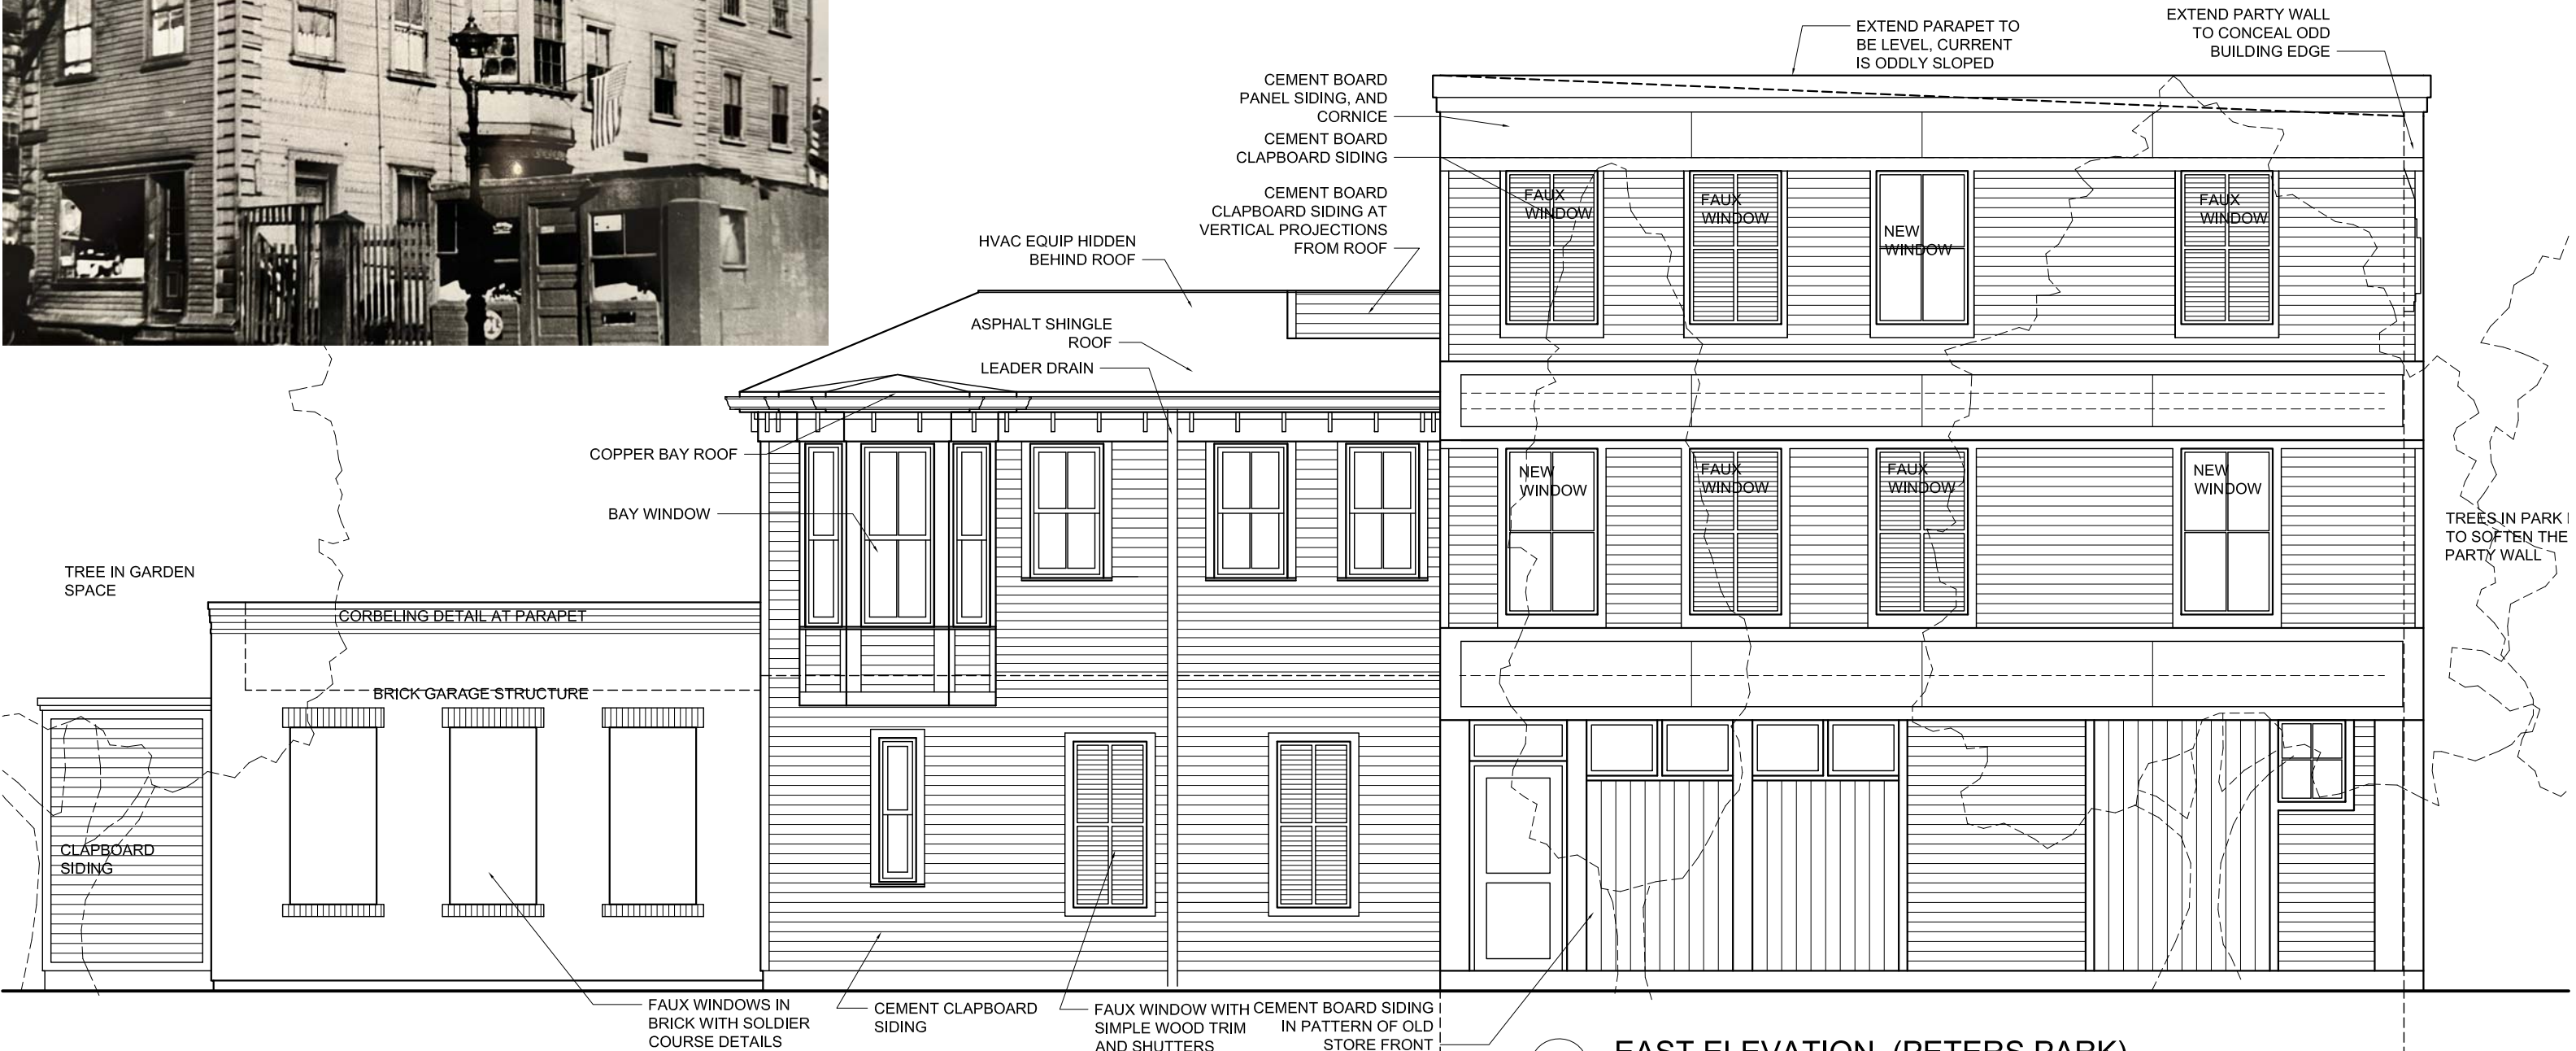 EXTEND PARAPET TO
BE LEVEL, CURRENT
IS ODDLY SLOPED
EXTEND PARTY WALL
TO CONCEAL ODD
BUILDING EDGE
CEMENT BOARD
PANEL SIDING, AND
CORNICE
CEMENT BOARD
CLAPBOARD SIDING
CEMENT BOARD
CLAPBOARD SIDING AT
VERTICAL PROJECTIONS
FROM ROOF
HVAC EQUIP HIDDEN
BEHIND ROOF
ASPHALT SHINGLE
ROOF
LEADER DRAIN
FAUX
WINDOW
FAUX
WINDOW
NEW
WINDOW
FAUX
WINDOW
COPPER BAY ROOF
BAY WINDOW
NEW
WINDOW
FAUX
WINDOW
FAUX
WINDOW
NEW
WINDOW
TREES IN PARK
TO SOFTEN THE
PARTY WALL
TREE IN GARDEN
SPACE
CORBELING DETAIL AT PARAPET
BRICK GARAGE STRUCTURE
CLAPBOARD
SIDING
FAUX WINDOWS IN
BRICK WITH SOLDIER
COURSE DETAILS
CEMENT CLAPBOARD
SIDING
FAUX WINDOW WITH
SIMPLE WOOD TRIM
AND SHUTTERS
CEMENT BOARD SIDING
IN PATTERN OF OLD
STORE FRONT
EAST ELEVATION (PETERS PARK)